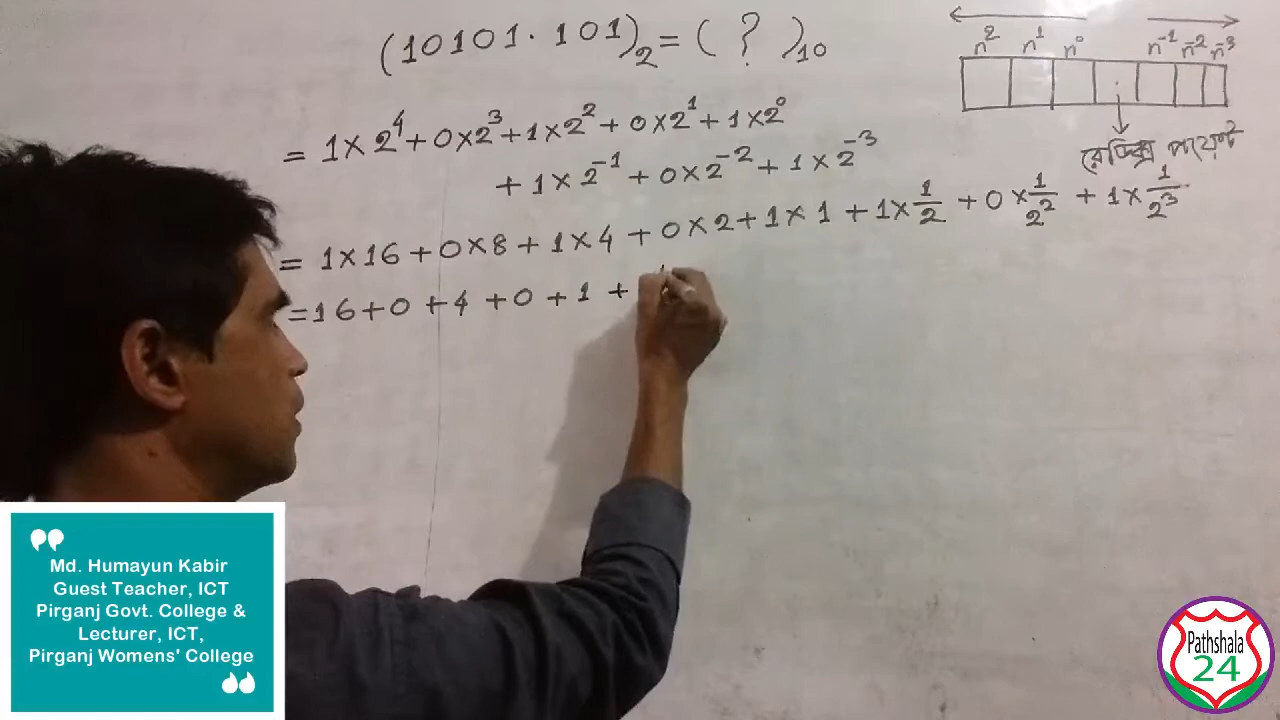 (10101.101)₂ = ( ? )₁₀
n² n¹ n⁰ n⁻¹ n⁻² n⁻³
= 1×2⁴+0×2³+1×2²+0×2¹+1×2⁰
রেডিক্স পয়েন্ট
+1×2⁻¹+0×2⁻²+1×2⁻³
= 1×16+0×8+1×4+0×2+1×1+1×1/2+0×1/2²+1×1/2³
=16+0+4+0+1+
Md. Humayun Kabir
Guest Teacher, ICT
Pirganj Govt. College &
Lecturer, ICT,
Pirganj Womens' College
Pathshala
24